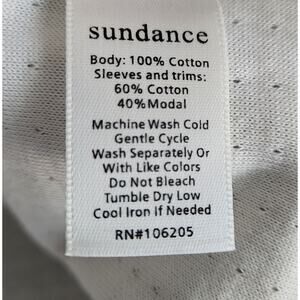 sundance
Body: 100% Cotton
Sleeves and trims:
60% Cotton
40% Modal
Machine Wash Cold
Gentle Cycle
Wash Separately Or
With Like Colors
Do Not Bleach
Tumble Dry Low
Cool Iron if Needed
RN#106205